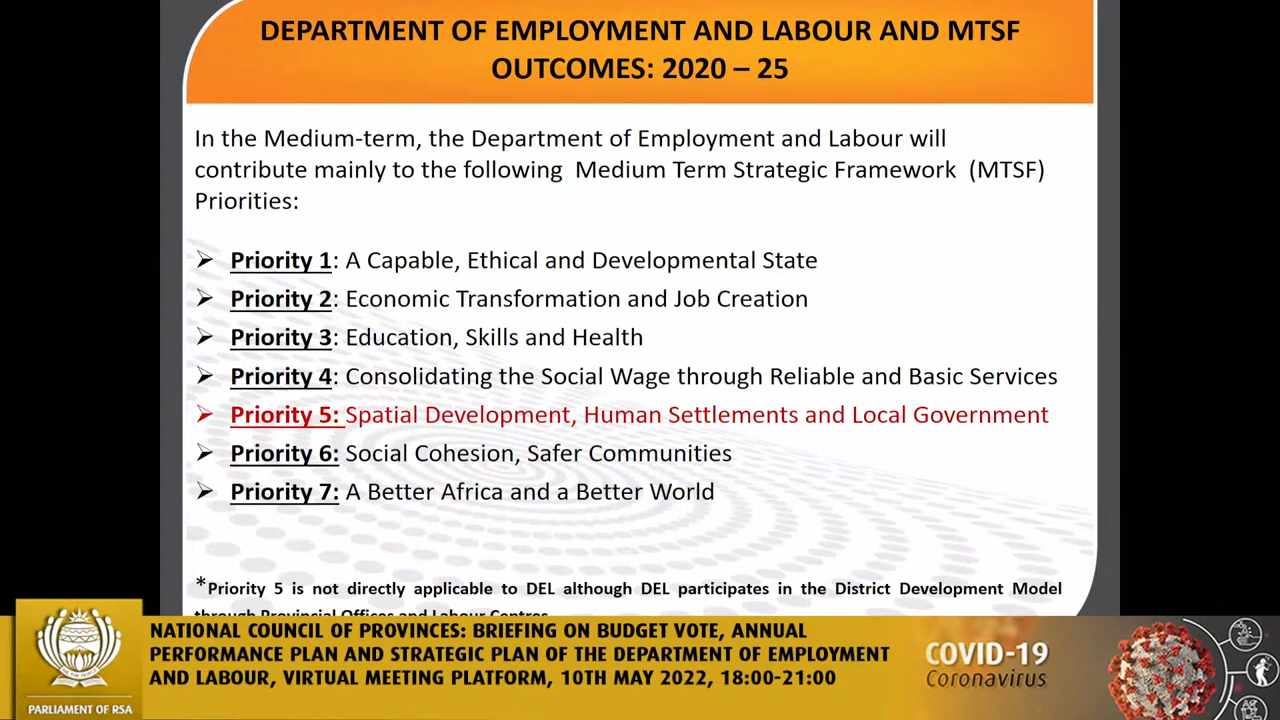 DEPARTMENT OF EMPLOYMENT AND LABOUR AND MTSF
OUTCOMES: 2020 – 25
In the Medium-term, the Department of Employment and Labour will
contribute mainly to the following Medium Term Strategic Framework (MTSF)
Priorities:
➢ Priority 1: A Capable, Ethical and Developmental State
➢ Priority 2: Economic Transformation and Job Creation
➢ Priority 3: Education, Skills and Health
➢ Priority 4: Consolidating the Social Wage through Reliable and Basic Services
➢ Priority 5: Spatial Development, Human Settlements and Local Government
➢ Priority 6: Social Cohesion, Safer Communities
➢ Priority 7: A Better Africa and a Better World
*Priority 5 is not directly applicable to DEL although DEL participates in the District Development Model
through Provincial Offices and Labour Centres
NATIONAL COUNCIL OF PROVINCES: BRIEFING ON BUDGET VOTE, ANNUAL
PERFORMANCE PLAN AND STRATEGIC PLAN OF THE DEPARTMENT OF EMPLOYMENT
AND LABOUR, VIRTUAL MEETING PLATFORM, 10TH MAY 2022, 18:00-21:00
PARLIAMENT OF RSA
COVID-19
Coronavirus